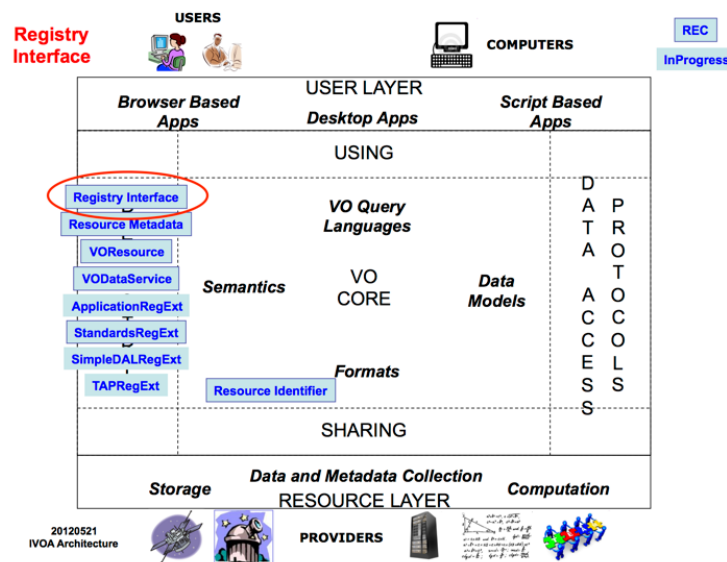 Registry
Interface
USERS
COMPUTERS
REC
InProgress
USER LAYER
Browser Based
Apps
Desktop Apps
Script Based
Apps
USING
Registry Interface
Resource Metadata
VOResource
VODataService
ApplicationRegExt
StandardsRegExt
SimpleDALRegExt
TAPRegExt
VO Query
Languages
Semantics
VO
CORE
Data
Models
Formats
Resource Identifier
DATA ACCESS
PROTOCOLS
SHARING
Data and Metadata Collection
Storage
RESOURCE LAYER
Computation
20120521
IVOA Architecture
PROVIDERS